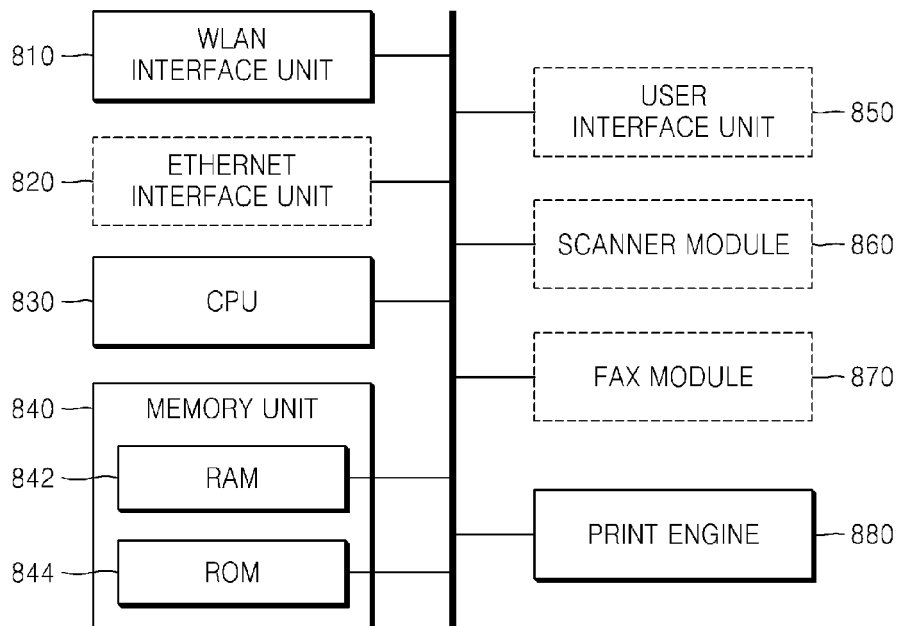 810
WLAN
INTERFACE UNIT
820
ETHERNET
INTERFACE UNIT
830
CPU
840
MEMORY UNIT
842
RAM
844
ROM
USER
INTERFACE UNIT
850
SCANNER MODULE
860
FAX MODULE
870
PRINT ENGINE
880